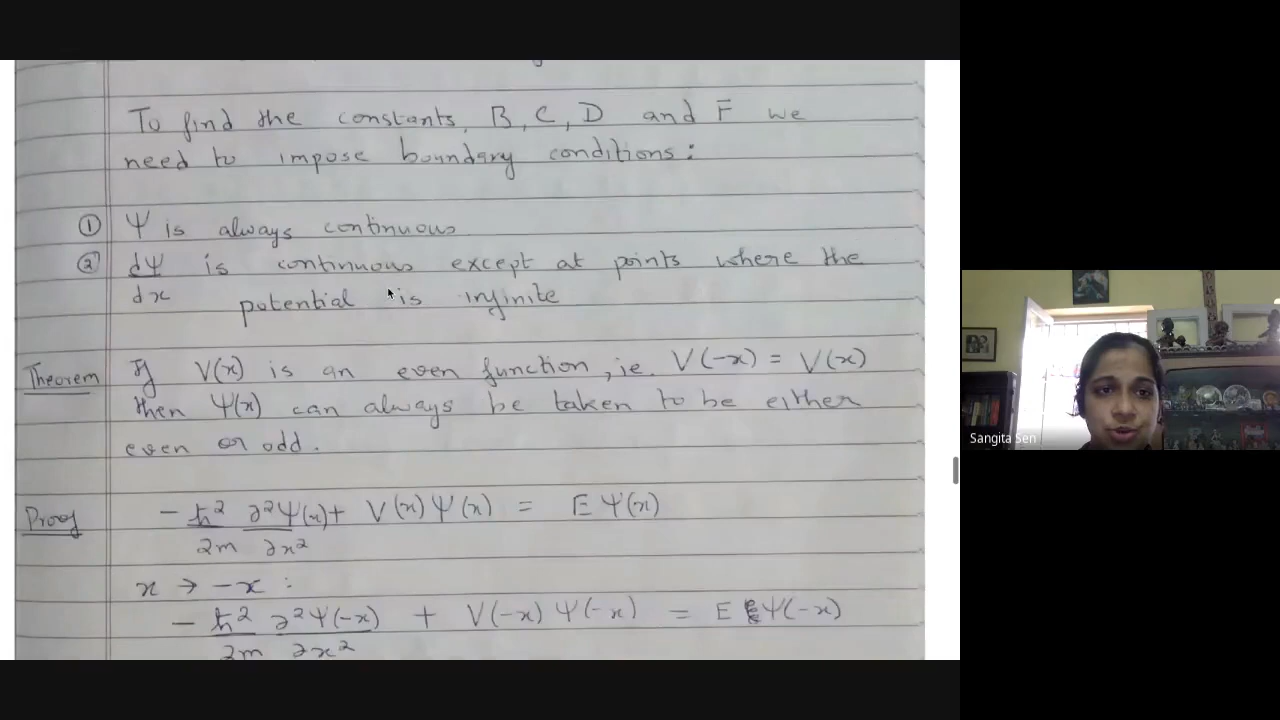 To find the constants, B, C, D and F we
need to impose boundary conditions:
① Ψ is always continuous
② dΨ/dx is continuous except at points where the
potential is infinite
Theorem If V(x) is an even function, ie. V(-x) = V(x)
then Ψ(x) can always be taken to be either
even or odd.
Proof -ℏ²/2m ∂²Ψ(x)/∂x² + V(x) Ψ(x) = E Ψ(x)
x → -x :
-ℏ²/2m ∂²Ψ(-x)/∂x² + V(-x) Ψ(-x) = E Ψ(-x)
Sangita Sen